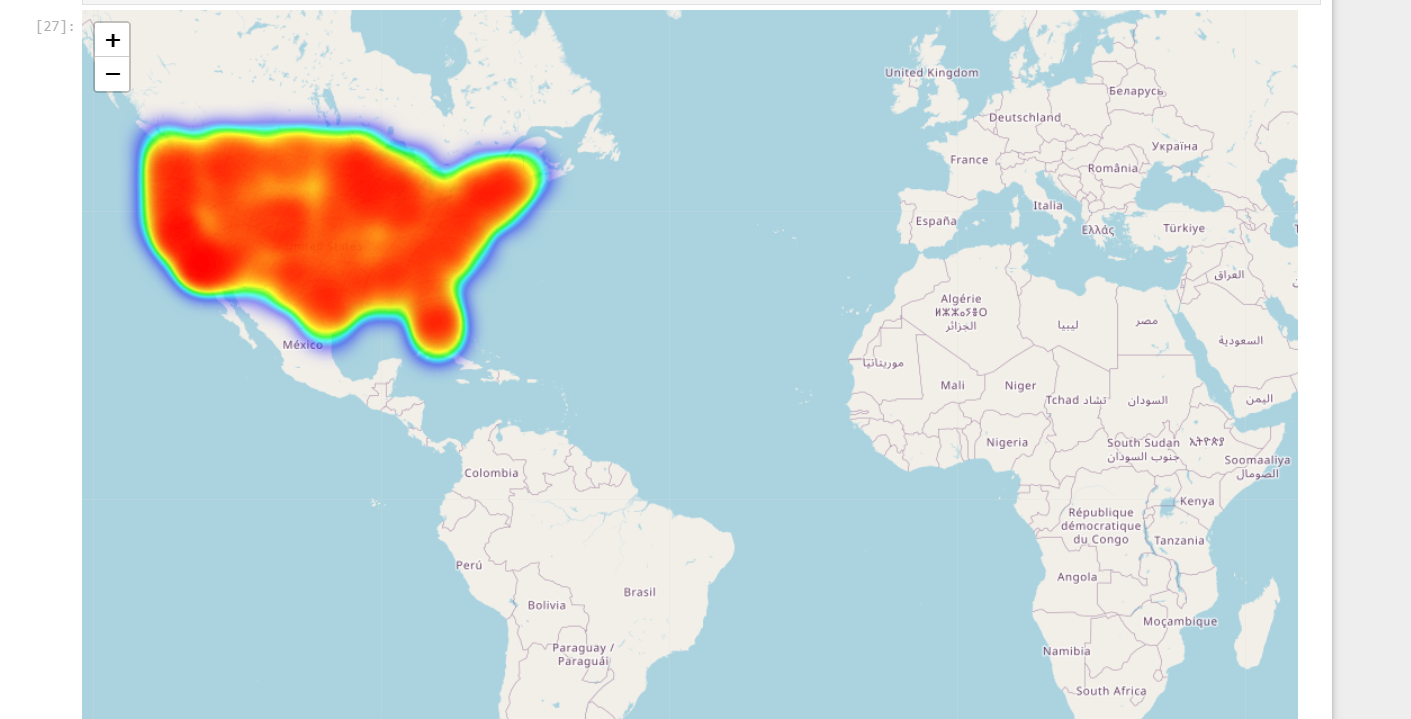 [27]:
+
−
United Kingdom
Беларусь
Deutschland
Україна
France
România
Italia
España
Ελλάς
Türkiye
العراق
Algérie
ⵍⵣⵣⴰⵢⴻⵔ
الجزائر
ليبيا
مصر
السعودية
México
موريتانيا
Mali
Niger
Tchad تشاد
السودان
اليمن
Nigeria
South Sudan
جنوب السودان
ኢትዮጵያ
Soomaaliya
الصومال
Colombia
Kenya
République
démocratique
du Congo
Tanzania
Perú
Angola
Brasil
Bolivia
Moçambique
Paraguay /
Paraguái
Namibia
South Africa